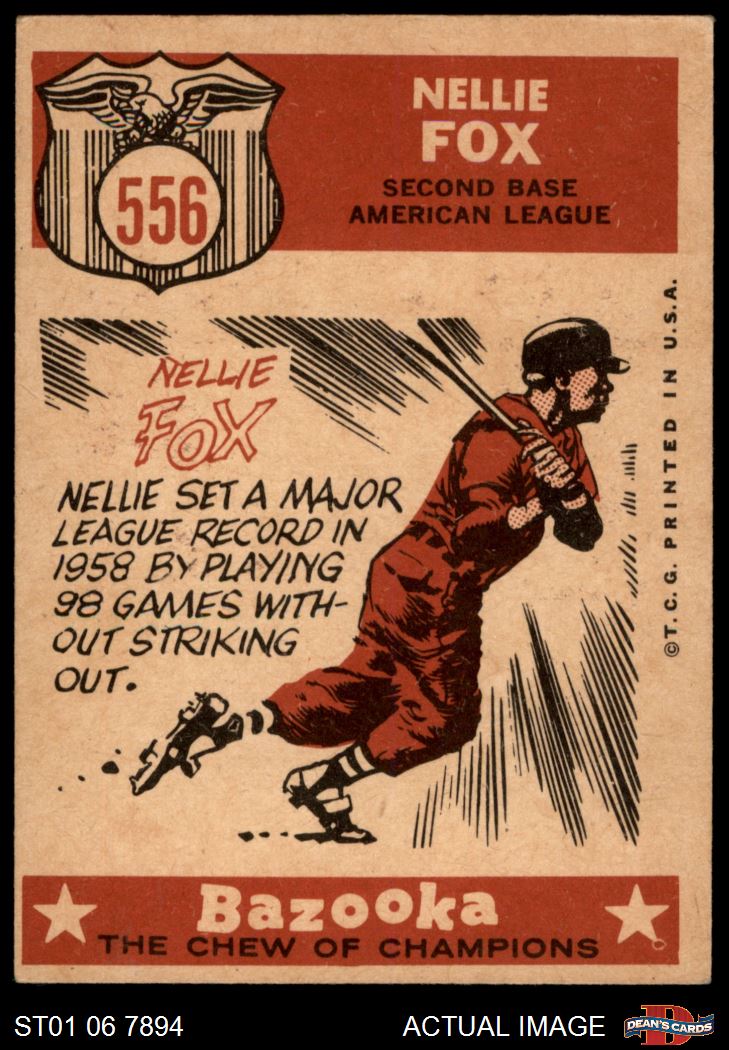 556
NELLIE
FOX
SECOND BASE
AMERICAN LEAGUE
NELLIE
FOX
NELLIE SET A MAJOR
LEAGUE RECORD IN
1958 BY PLAYING
98 GAMES WITH-
OUT STRIKING
OUT.
©T.C.G. PRINTED IN U.S.A.
Bazooka
THE CHEW OF CHAMPIONS
ST01 06 7894
ACTUAL IMAGE
D
DEAN'S CARDS